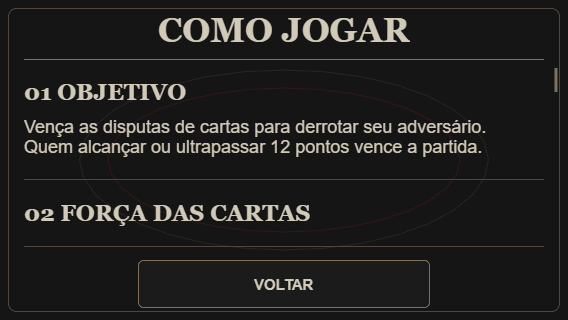 COMO JOGAR
01 OBJETIVO
Vença as disputas de cartas para derrotar seu adversário.
Quem alcançar ou ultrapassar 12 pontos vence a partida.
02 FORÇA DAS CARTAS
VOLTAR